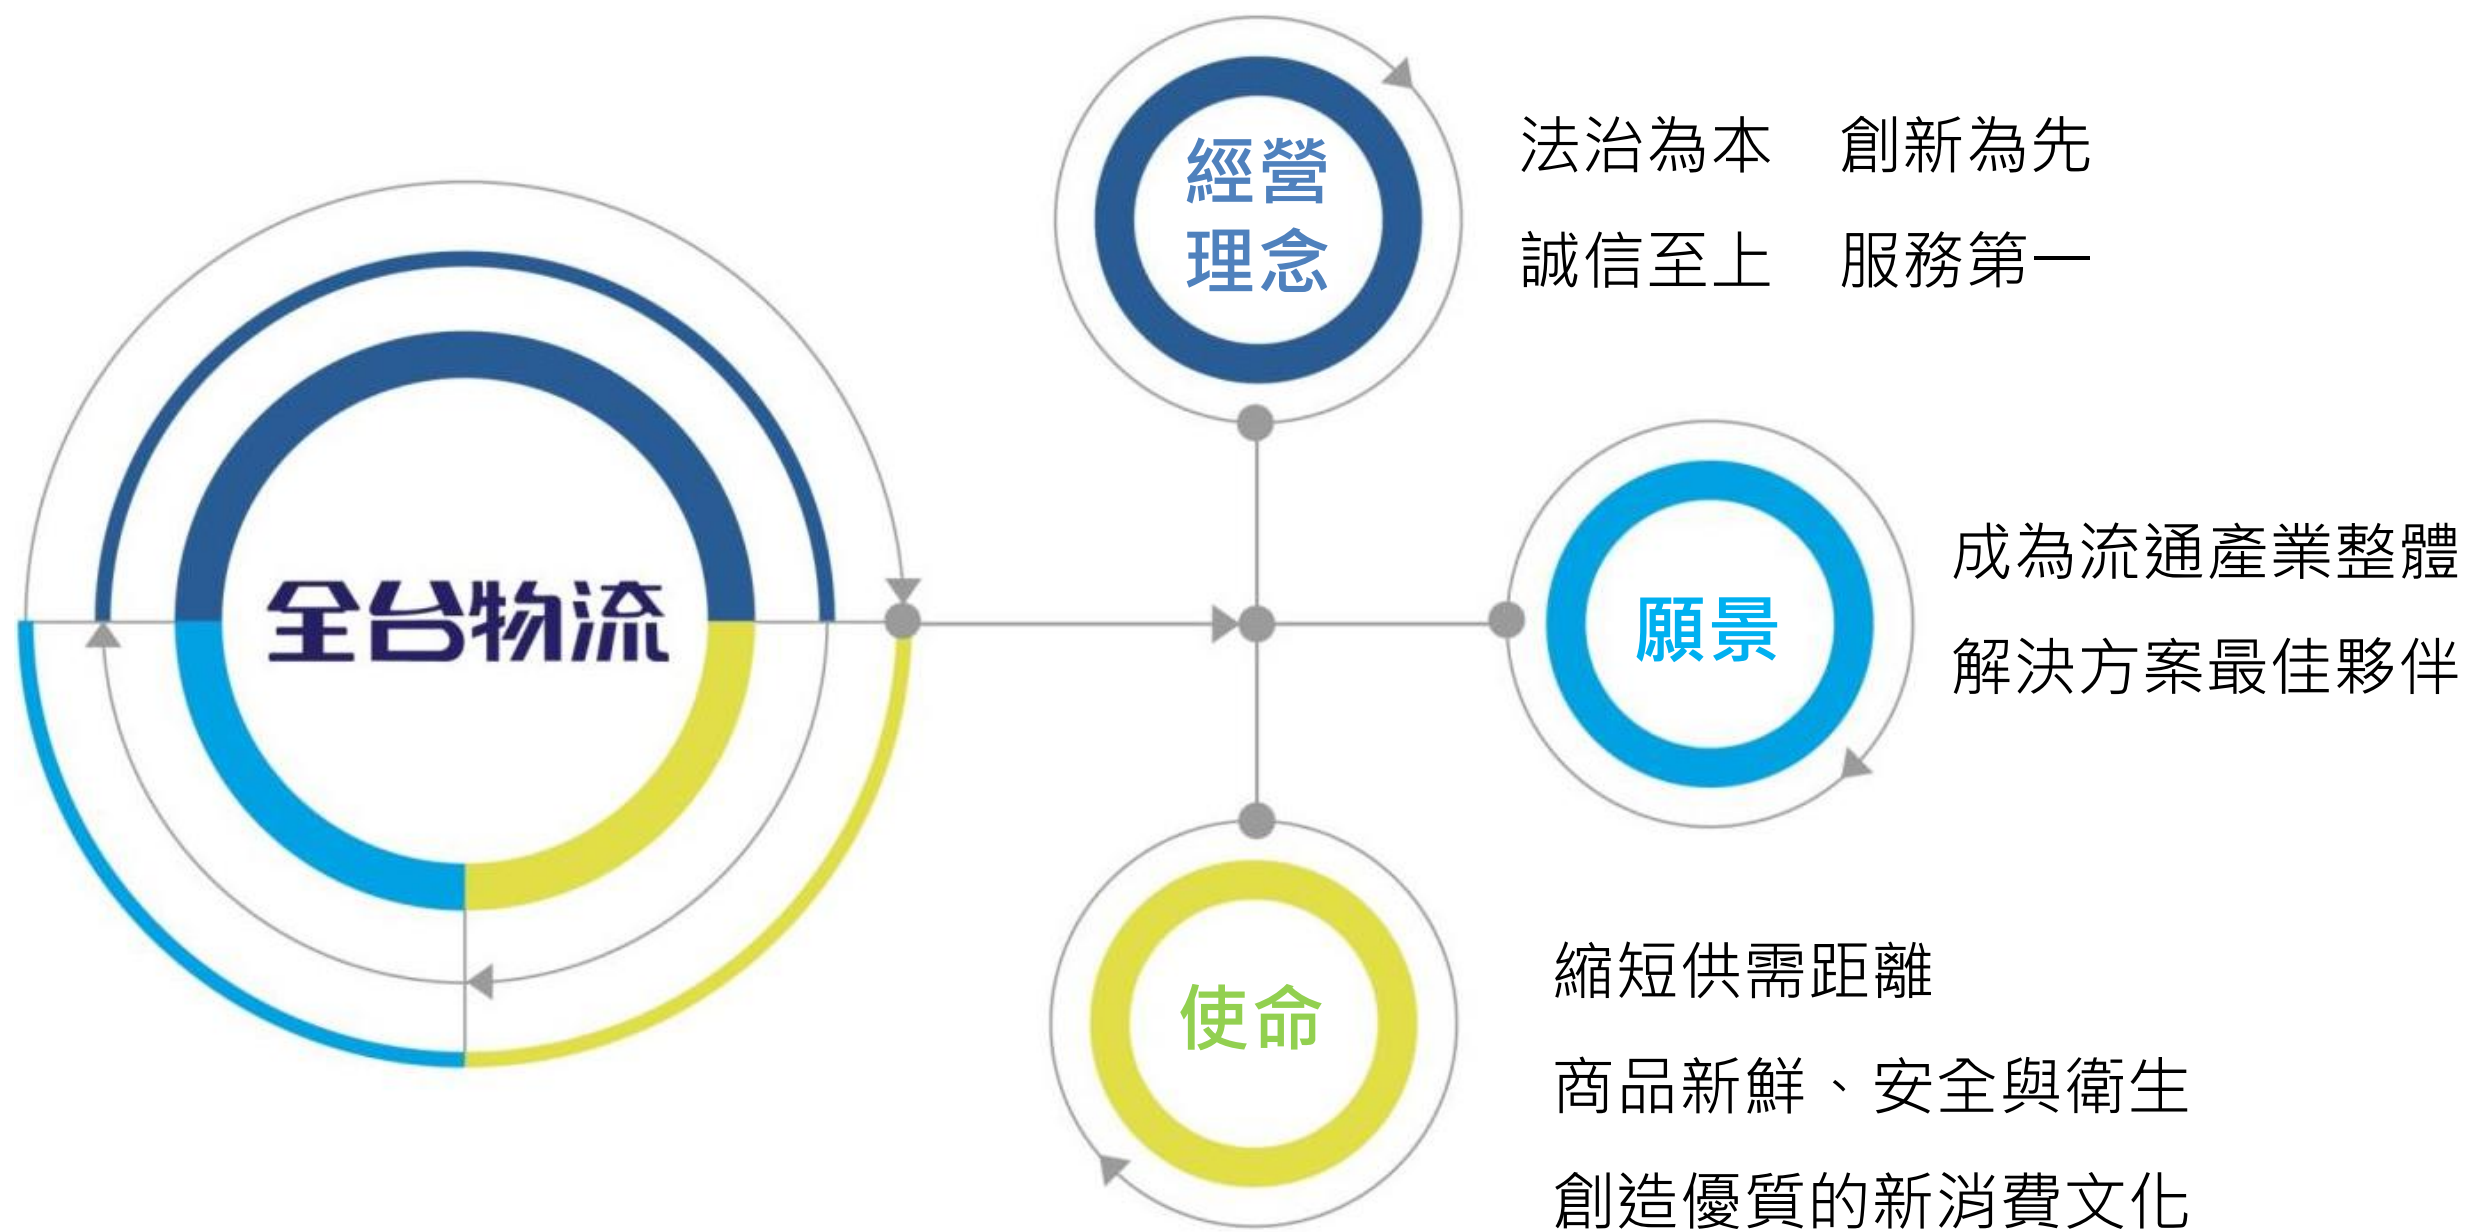 全台物流
經營
理念
法治為本　創新為先
誠信至上　服務第一
願景
成為流通產業整體
解決方案最佳夥伴
使命
縮短供需距離
商品新鮮、安全與衛生
創造優質的新消費文化